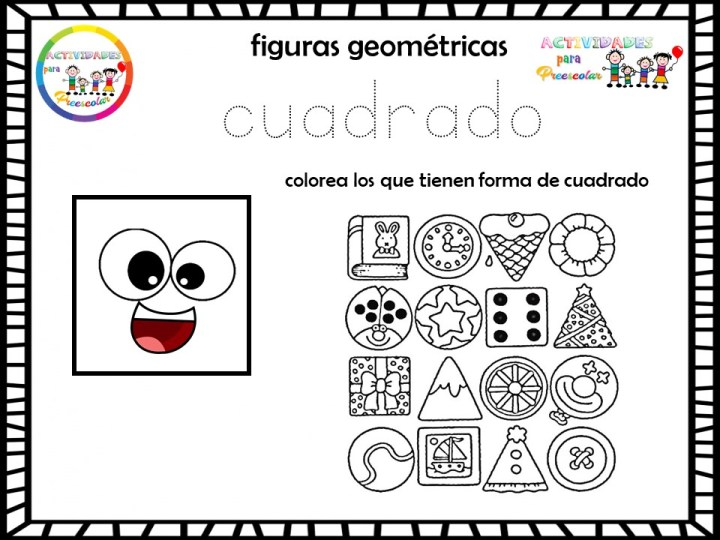 figuras geométricas
ACTIVIDADES
para
Preescolar
ACTIVIDADES
para
Preescolar
cuadrado
colorea los que tienen forma de cuadrado